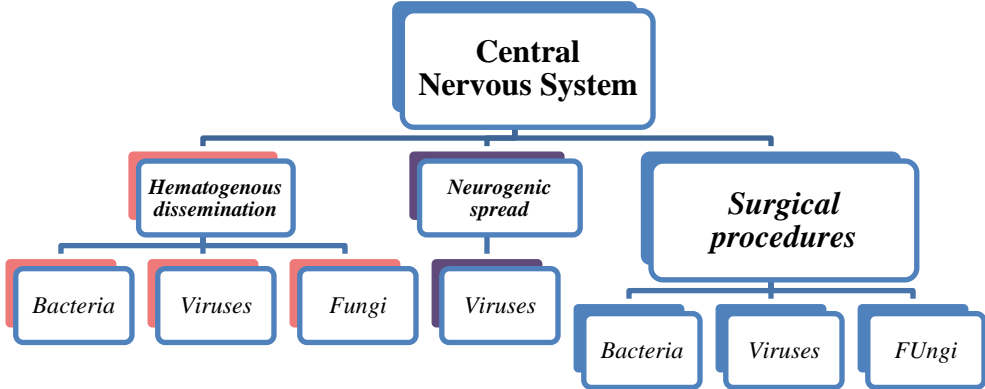 Central
Nervous System
Hematogenous
dissemination
Neurogenic
spread
Surgical
procedures
Bacteria
Viruses
Fungi
Viruses
Bacteria
Viruses
FUngi